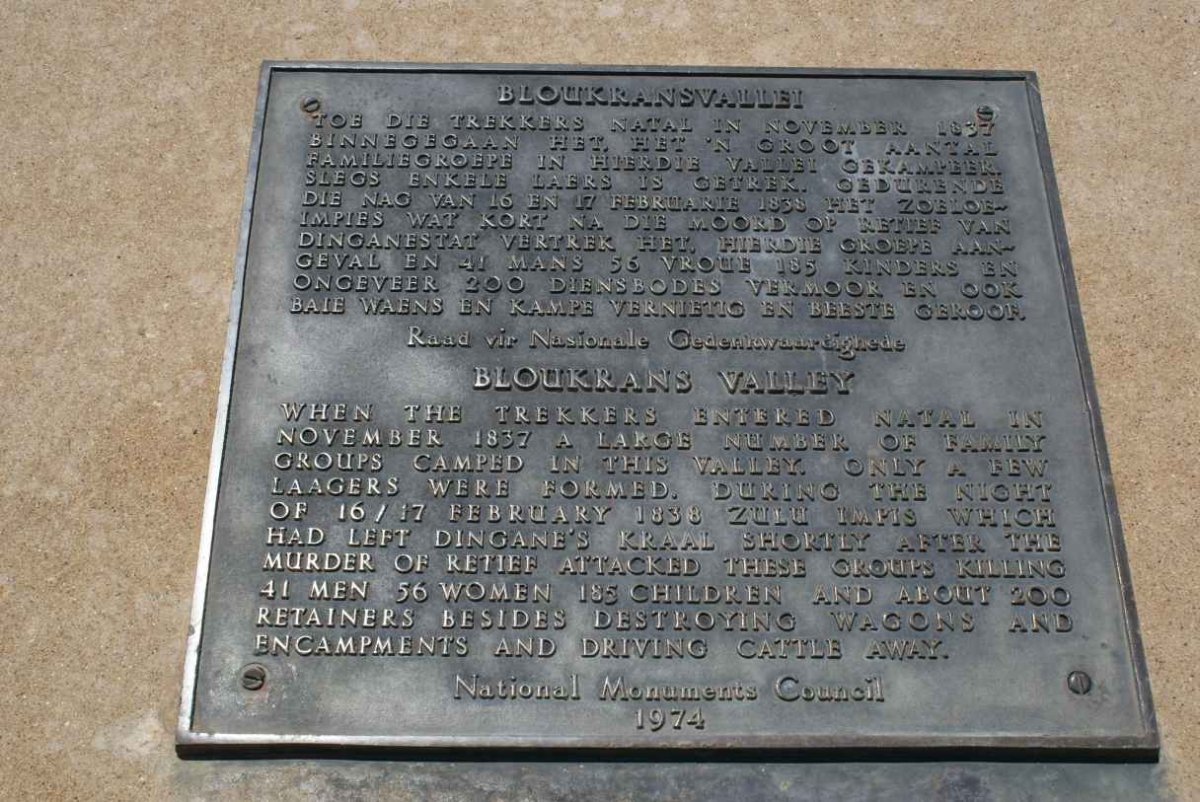 BLOUKRANSVALLEI
TOE DIE TREKKERS NATAL IN NOVEMBER 1837
BINNEGEGAAN HET, HET 'N GROOT AANTAL
FAMILIEGROEPE IN HIERDIE VALLEI GEKAMPEER.
SLEGS ENKELE LAERS IS GETREK. GEDURENDE
DIE NAG VAN 16 EN 17 FEBRUARIE 1838 HET ZOELOE-
IMPIES WAT KORT NA DIE MOORD OP RETIEF VAN
DINGANESTAT VERTREK HET, HIERDIE GROEPE AAN-
GEVAL EN 41 MANS 56 VROUE 185 KINDERS EN
ONGEVEER 200 DIENSBODES VERMOOR EN OOK
BAIE WAENS EN KAMPE VERNIETIG EN BEESTE GEROOF.
Raad vir Nasionale Gedenkwaardighede
BLOUKRANS VALLEY
WHEN THE TREKKERS ENTERED NATAL IN
NOVEMBER 1837 A LARGE NUMBER OF FAMILY
GROUPS CAMPED IN THIS VALLEY. ONLY A FEW
LAAGERS WERE FORMED. DURING THE NIGHT
OF 16/17 FEBRUARY 1838 ZULU IMPIS WHICH
HAD LEFT DINGANE'S KRAAL SHORTLY AFTER THE
MURDER OF RETIEF ATTACKED THESE GROUPS KILLING
41 MEN 56 WOMEN 185 CHILDREN AND ABOUT 200
RETAINERS BESIDES DESTROYING WAGONS AND
ENCAMPMENTS AND DRIVING CATTLE AWAY.
National Monuments Council
1974